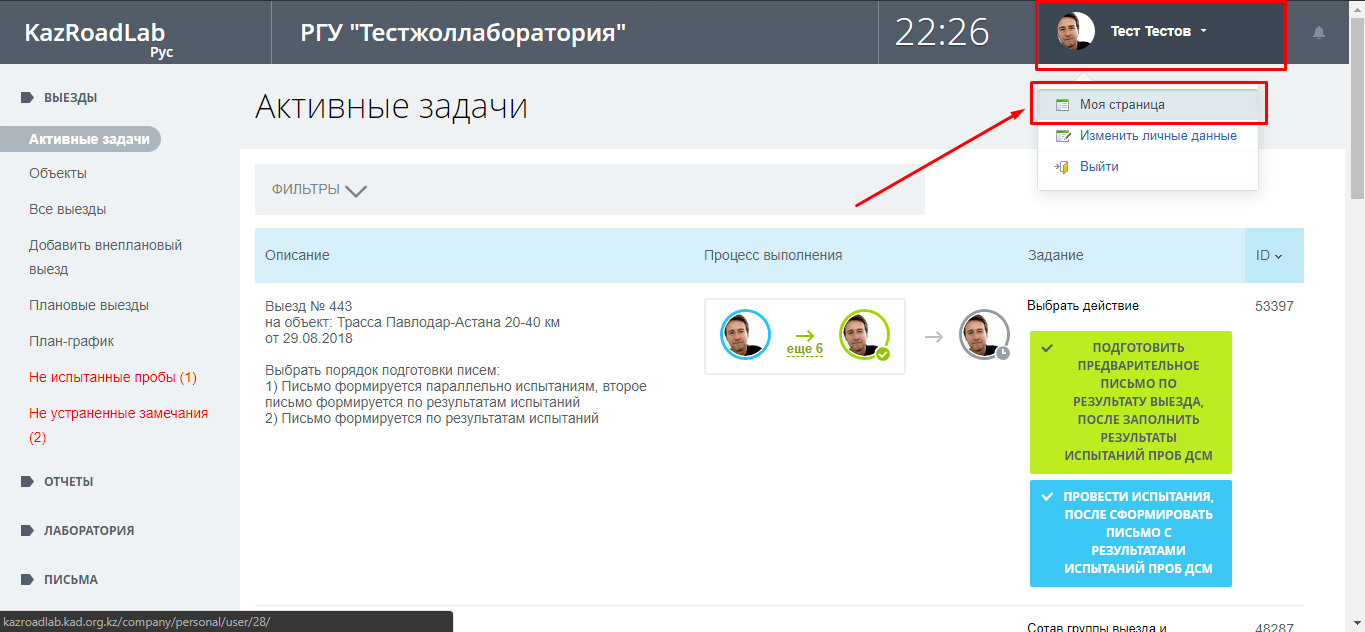 KazRoadLab
Рус
РГУ "Тестжоллаборатория"
22:26
Тест Тестов
Моя страница
Изменить личные данные
Выйти
ВЫЕЗДЫ
Активные задачи
Объекты
Все выезды
Добавить внеплановый
выезд
Плановые выезды
План-график
Не испытанные пробы (1)
Не устраненные замечания
(2)
ОТЧЕТЫ
ЛАБОРАТОРИЯ
ПИСЬМА
Активные задачи
ФИЛЬТРЫ
Описание
Процесс выполнения
Задание
ID
Выезд № 443
на объект: Трасса Павлодар-Астана 20-40 км
от 29.08.2018
Выбрать порядок подготовки писем:
1) Письмо формируется параллельно испытаниям, второе
письмо формируется по результатам испытаний
2) Письмо формируется по результатам испытаний
еще 6
Выбрать действие
53397
ПОДГОТОВИТЬ
ПРЕДВАРИТЕЛЬНОЕ
ПИСЬМО ПО
РЕЗУЛЬТАТУ ВЫЕЗДА,
ПОСЛЕ ЗАПОЛНИТЬ
РЕЗУЛЬТАТЫ
ИСПЫТАНИЙ ПРОБ ДСМ
ПРОВЕСТИ ИСПЫТАНИЯ,
ПОСЛЕ СФОРМИРОВАТЬ
ПИСЬМО С
РЕЗУЛЬТАТАМИ
ИСПЫТАНИЙ ПРОБ ДСМ
Сотав группы выезда и
48287
kazroadlab.kad.org.kz/company/personal/user/28/